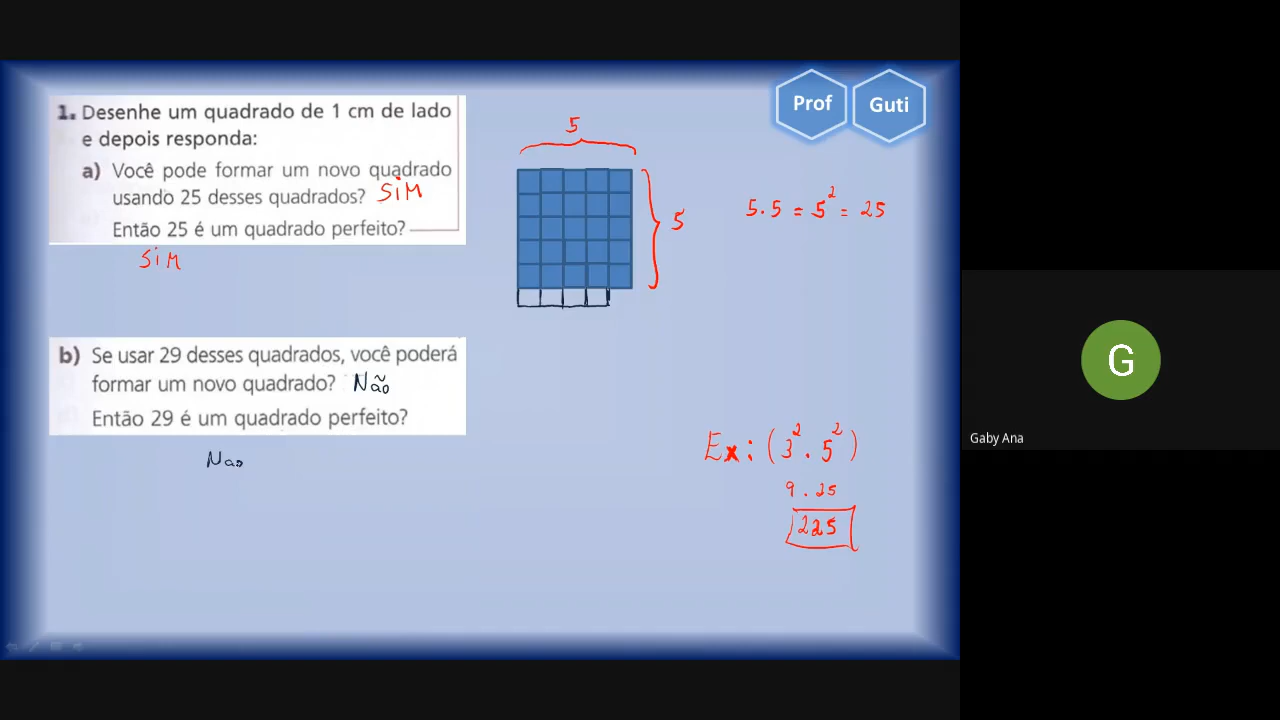 Prof Guti
1. Desenhe um quadrado de 1 cm de lado
e depois responda:
a) Você pode formar um novo quadrado
usando 25 desses quadrados? SiM
Então 25 é um quadrado perfeito?
SiM
5
5
5.5 = 5² = 25
b) Se usar 29 desses quadrados, você poderá
formar um novo quadrado? Não
Então 29 é um quadrado perfeito?
Nao
Ex: (3² . 5²)
9 . 25
225
G
Gaby Ana